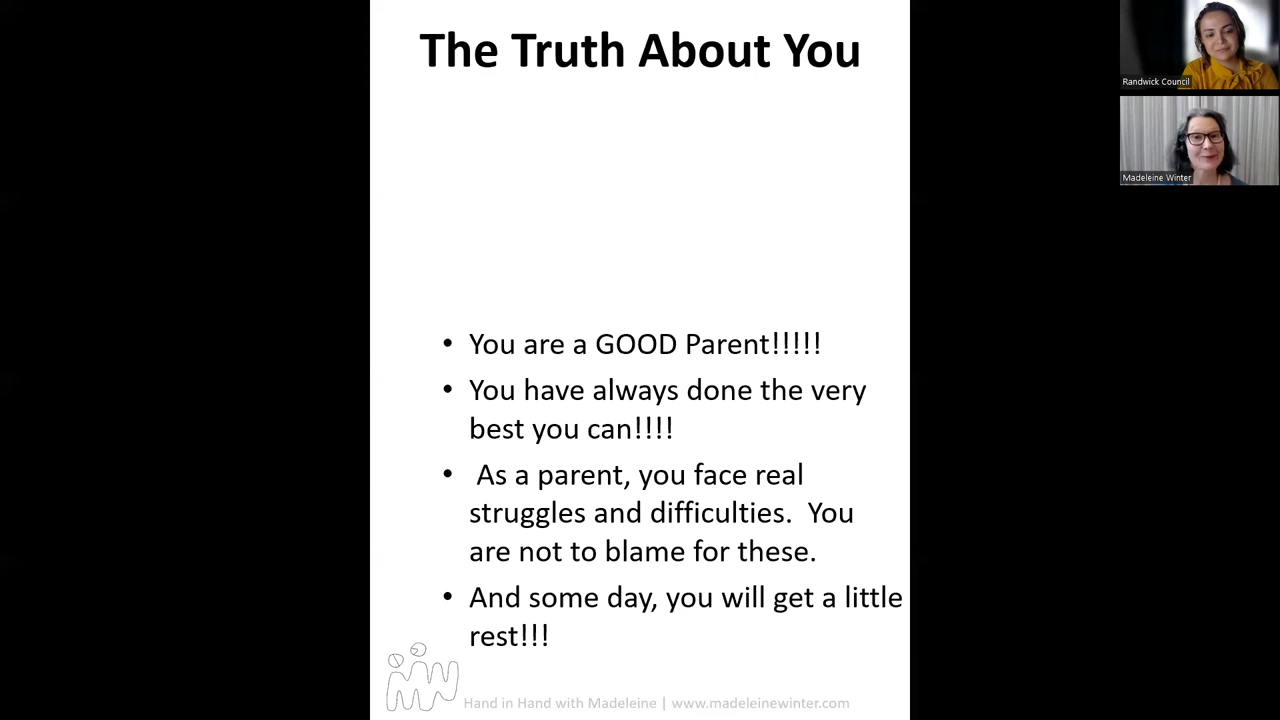 The Truth About You
Randwick Council
Madeleine Winter
• You are a GOOD Parent!!!!!
• You have always done the very
best you can!!!!
• As a parent, you face real
struggles and difficulties.  You
are not to blame for these.
• And some day, you will get a little
rest!!!
Hand in Hand with Madeleine | www.madeleinewinter.com